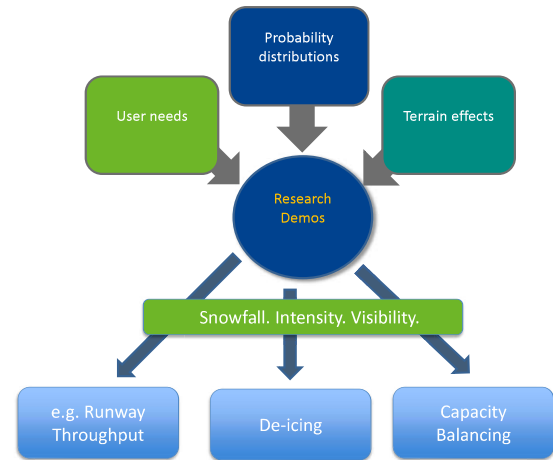 Probability
distributions
User needs
Terrain effects
Research
Demos
Snowfall. Intensity. Visibility.
e.g. Runway
Throughput
De-icing
Capacity
Balancing